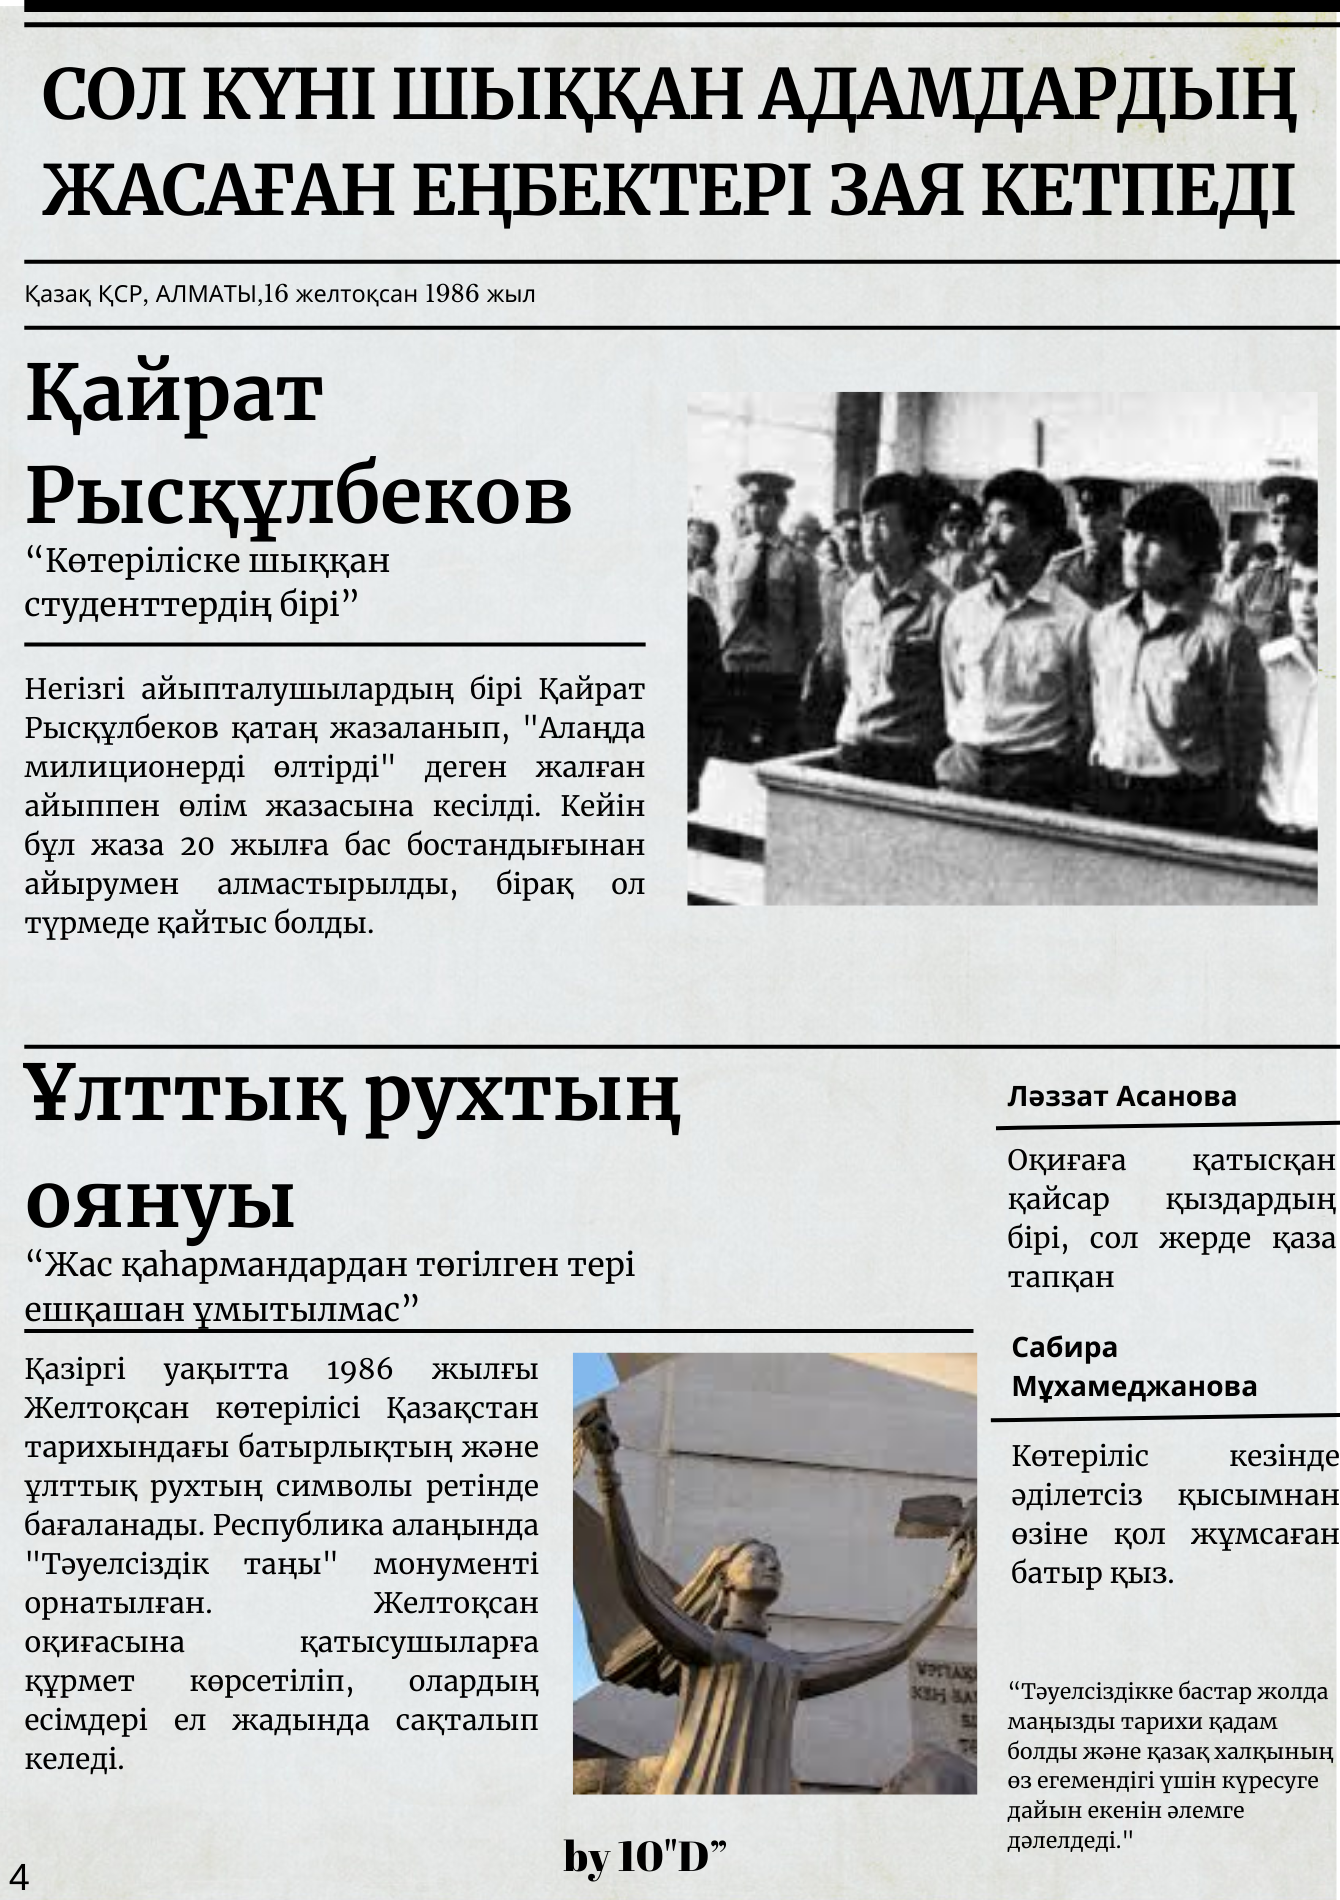 СОЛ КҮНІ ШЫҚҚАН АДАМДАРДЫҢ
ЖАСАҒАН ЕҢБЕКТЕРІ ЗАЯ КЕТПЕДІ
Қазақ ҚСР, АЛМАТЫ,16 желтоқсан 1986 жыл
Қайрат
Рысқұлбеков
“Көтеріліске шыққан
студенттердің бірі”
Негізгі айыпталушылардың бірі Қайрат
Рысқұлбеков қатаң жазаланып, "Алаңда
милиционерді өлтірді" деген жалған
айыппен өлім жазасына кесілді. Кейін
бұл жаза 20 жылға бас бостандығынан
айырумен алмастырылды, бірақ ол
түрмеде қайтыс болды.
Ұлттық рухтың
оянуы
“Жас қаһармандардан төгілген тері
ешқашан ұмытылмас”
Қазіргі уақытта 1986 жылғы
Желтоқсан көтерілісі Қазақстан
тарихындағы батырлықтың және
ұлттық рухтың символы ретінде
бағаланады. Республика алаңында
"Тәуелсіздік таңы" монументі
орнатылған. Желтоқсан
оқиғасына қатысушыларға
құрмет көрсетіліп, олардың
есімдері ел жадында сақталып
келеді.
Ләззат Асанова
Оқиғаға қатысқан
қайсар қыздардың
бірі, сол жерде қаза
тапқан
Сабира
Мұхамеджанова
Көтеріліс кезінде
әділетсіз қысымнан
өзіне қол жұмсаған
батыр қыз.
“Тәуелсіздікке бастар жолда
маңызды тарихи қадам
болды және қазақ халқының
өз егемендігі үшін күресуге
дайын екенін әлемге
дәлелдеді."
by 10"D”
4